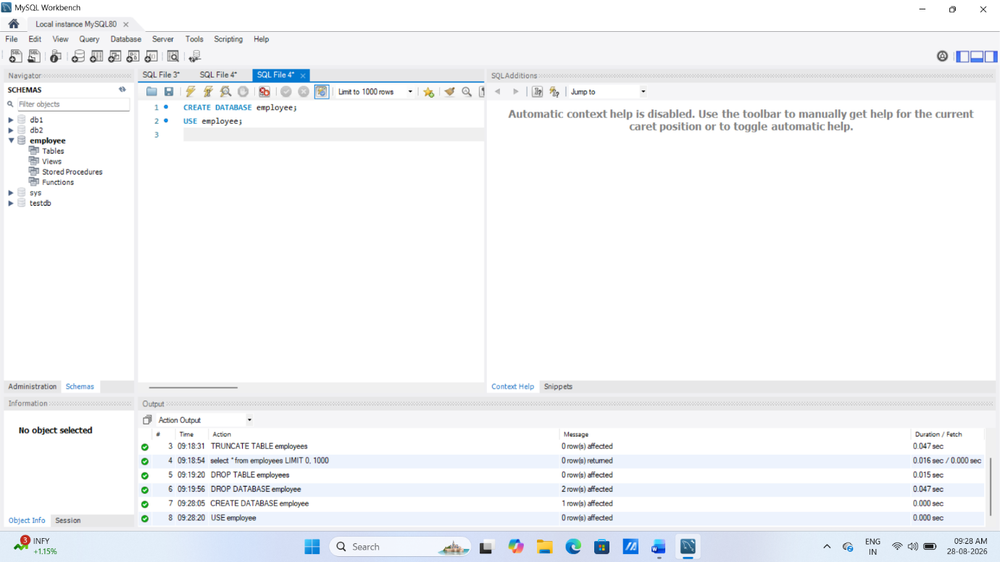 MySQL Workbench
Local instance MySQL80
File Edit View Query Database Server Tools Scripting Help
Navigator
SCHEMAS
Filter objects
db1
db2
employee
Tables
Views
Stored Procedures
Functions
sys
testdb
Administration Schemas
Information
No object selected
Object Info Session
SQL File 3* SQL File 4* SQL File 4*
Limit to 1000 rows
1 CREATE DATABASE employee;
2 USE employee;
3
SQLAdditions
Jump to
Automatic context help is disabled. Use the toolbar to manually get help for the current
caret position or to toggle automatic help.
Context Help Snippets
Output
Action Output
# Time Action Message Duration / Fetch
3 09:18:31 TRUNCATE TABLE employees 0 row(s) affected 0.047 sec
4 09:18:54 select * from employees LIMIT 0, 1000 0 row(s) returned 0.016 sec / 0.000 sec
5 09:19:20 DROP TABLE employees 0 row(s) affected 0.015 sec
6 09:19:56 DROP DATABASE employee 2 row(s) affected 0.047 sec
7 09:28:05 CREATE DATABASE employee 1 row(s) affected 0.000 sec
8 09:28:20 USE employee 0 row(s) affected 0.000 sec
3
INFY
+1.15%
Search
ENG
IN
09:28 AM
28-08-2026